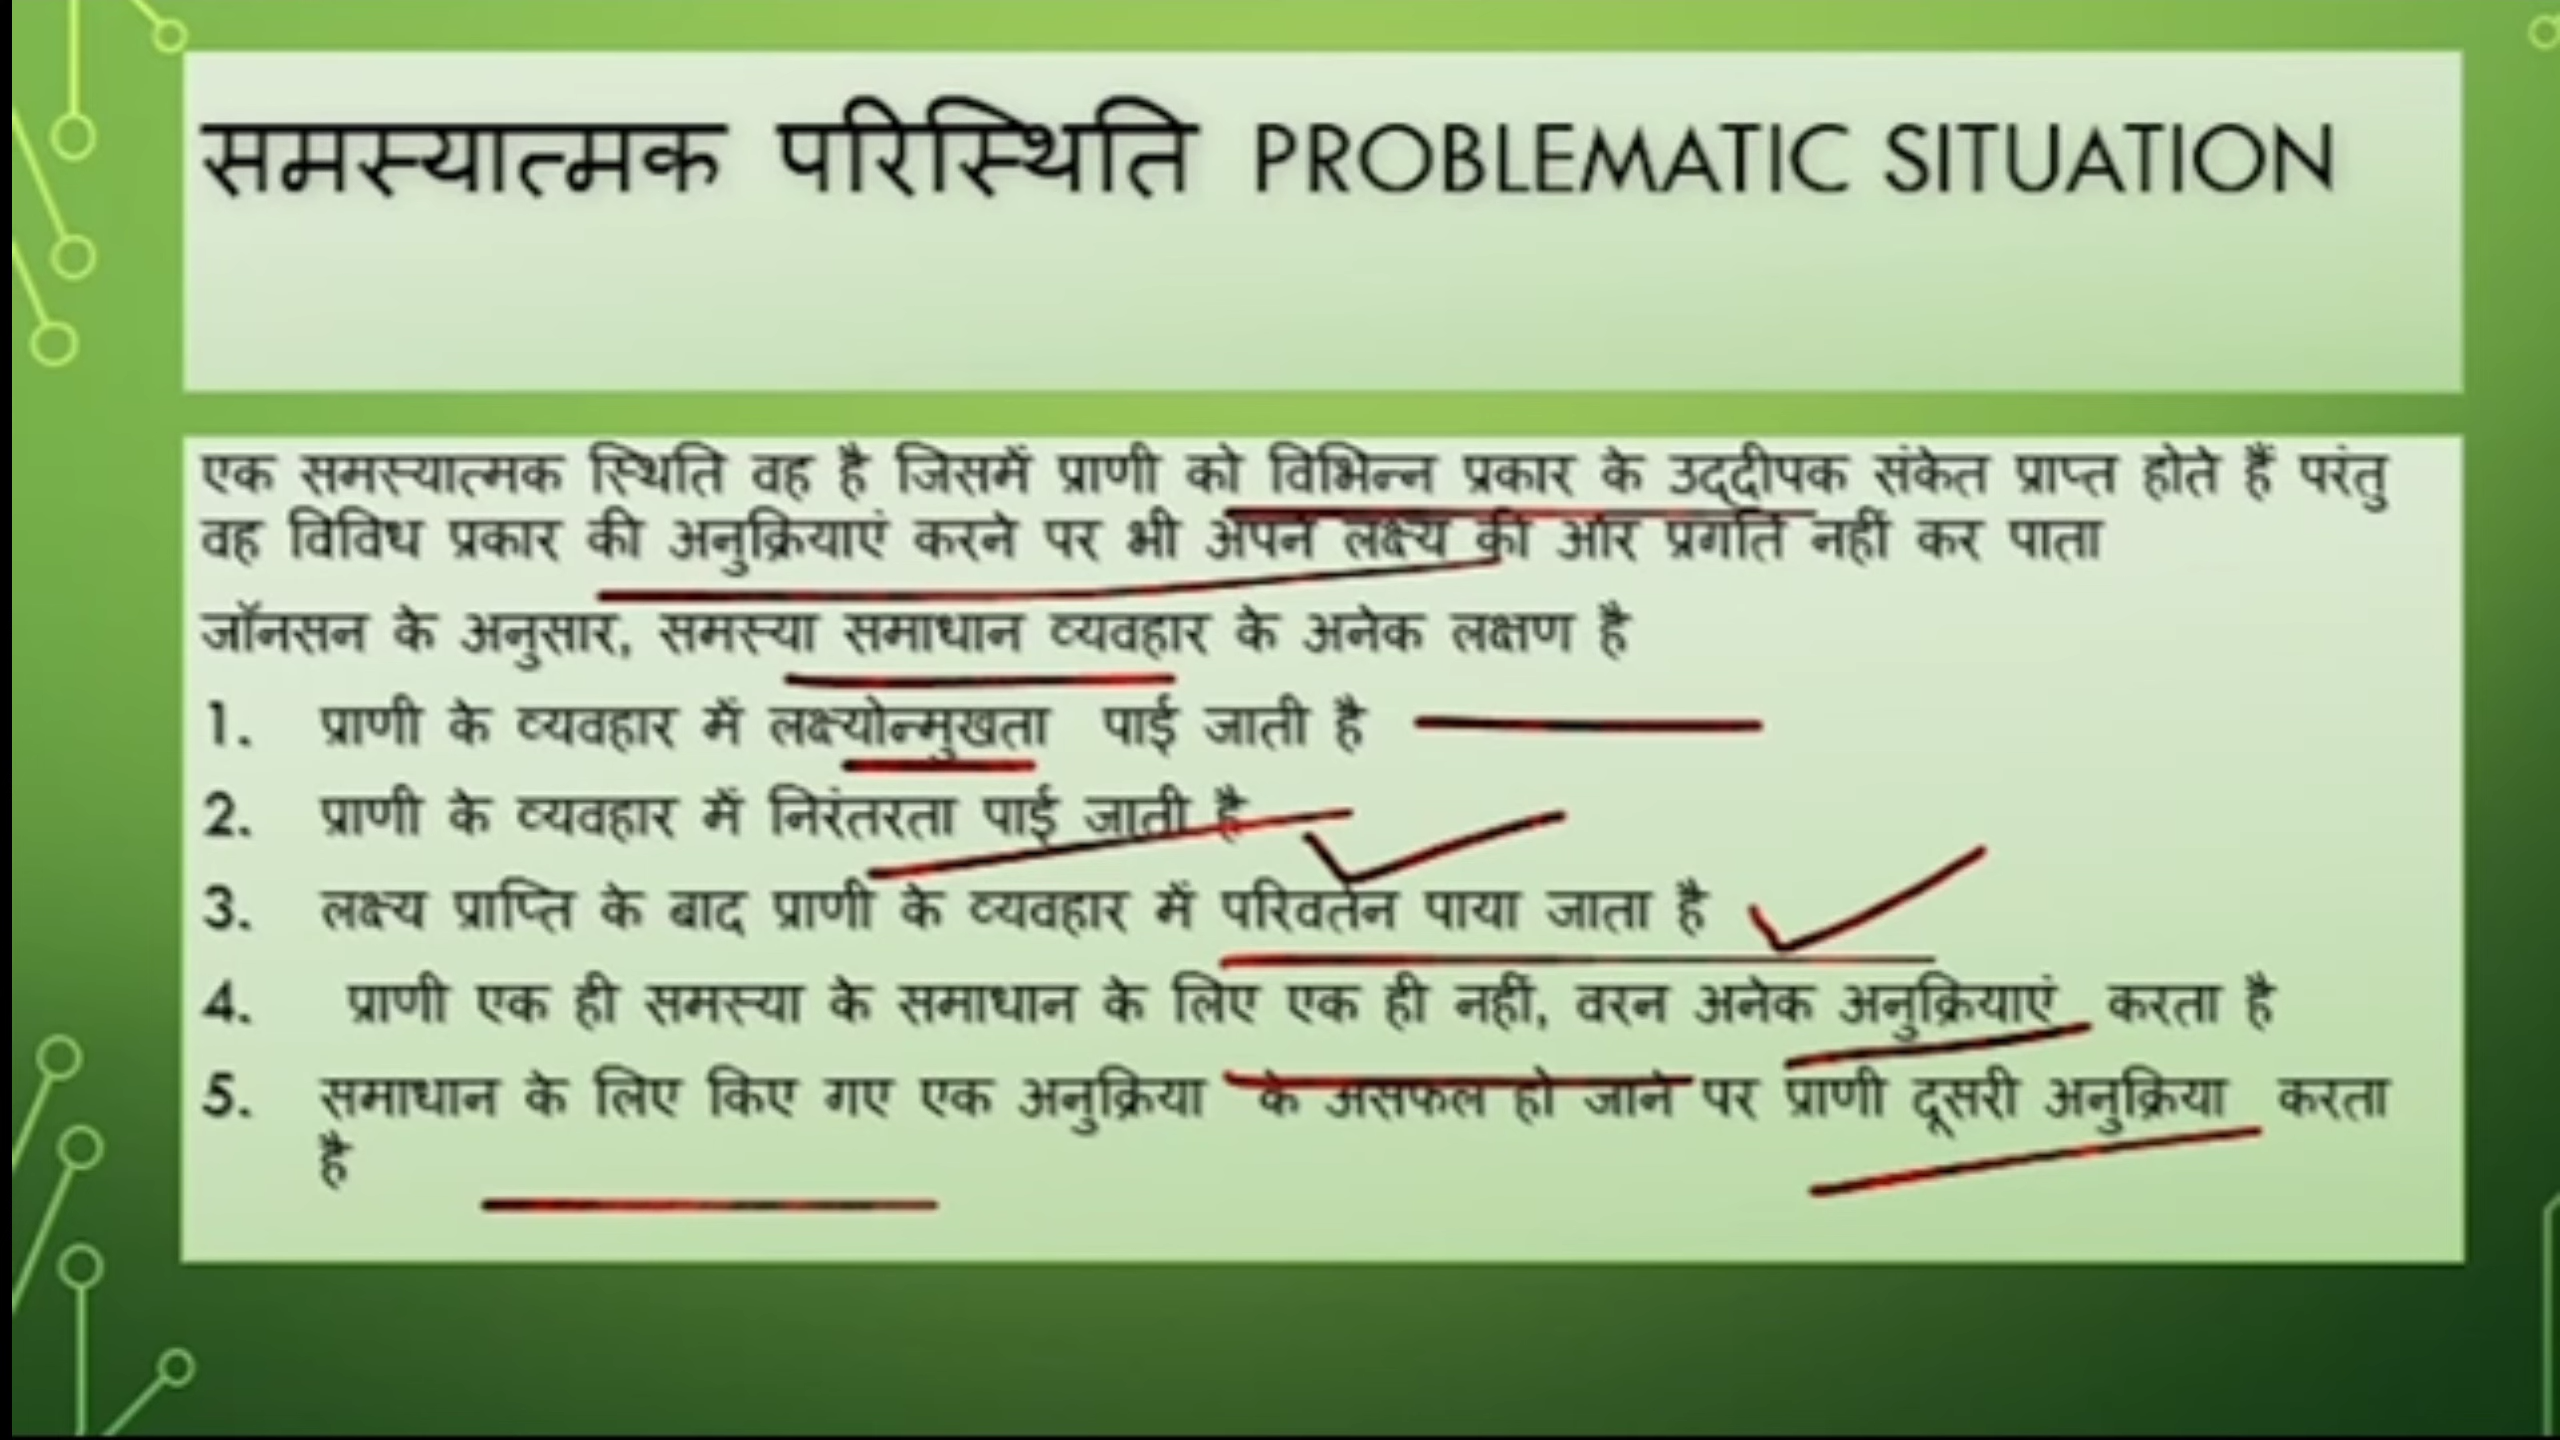 समस्यात्मक परिस्थिति PROBLEMATIC SITUATION
एक समस्यात्मक स्थिति वह है जिसमें प्राणी को विभिन्न प्रकार के उद्दीपक संकेत प्राप्त होते हैं परंतु
वह विविध प्रकार की अनुक्रियाएं करने पर भी अपने लक्ष्य की ओर प्रगति नहीं कर पाता
जॉनसन के अनुसार, समस्या समाधान व्यवहार के अनेक लक्षण है
1. प्राणी के व्यवहार में लक्ष्योन्मुखता पाई जाती है
2. प्राणी के व्यवहार में निरंतरता पाई जाती है
3. लक्ष्य प्राप्ति के बाद प्राणी के व्यवहार में परिवर्तन पाया जाता है
4. प्राणी एक ही समस्या के समाधान के लिए एक ही नहीं, वरन अनेक अनुक्रियाएं करता है
5. समाधान के लिए किए गए एक अनुक्रिया के असफल हो जाने पर प्राणी दूसरी अनुक्रिया करता
है